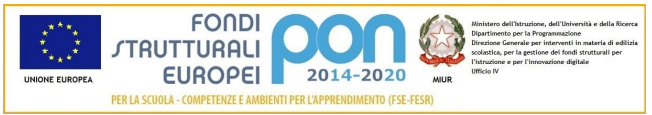 UNIONE EUROPEA
FONDI
STRUTTURALI
EUROPEI
pon
2014-2020
MIUR
Ministero dell'Istruzione, dell'Università e della Ricerca
Dipartimento per la Programmazione
Direzione Generale per interventi in materia di edilizia
scolastica, per la gestione dei fondi strutturali per
l'istruzione e per l'innovazione digitale
Ufficio IV
PER LA SCUOLA - COMPETENZE E AMBIENTI PER L'APPRENDIMENTO (FSE-FESR)